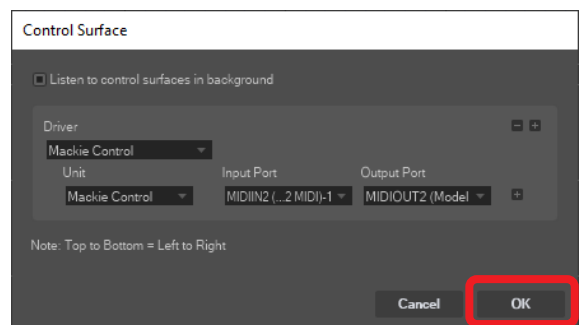 Control Surface
Listen to control surfaces in background
Driver
Mackie Control
Unit Input Port Output Port
Mackie Control MIDIIN2 (...2 MIDI)-1 MIDIOUT2 (Model
Note: Top to Bottom = Left to Right
Cancel OK